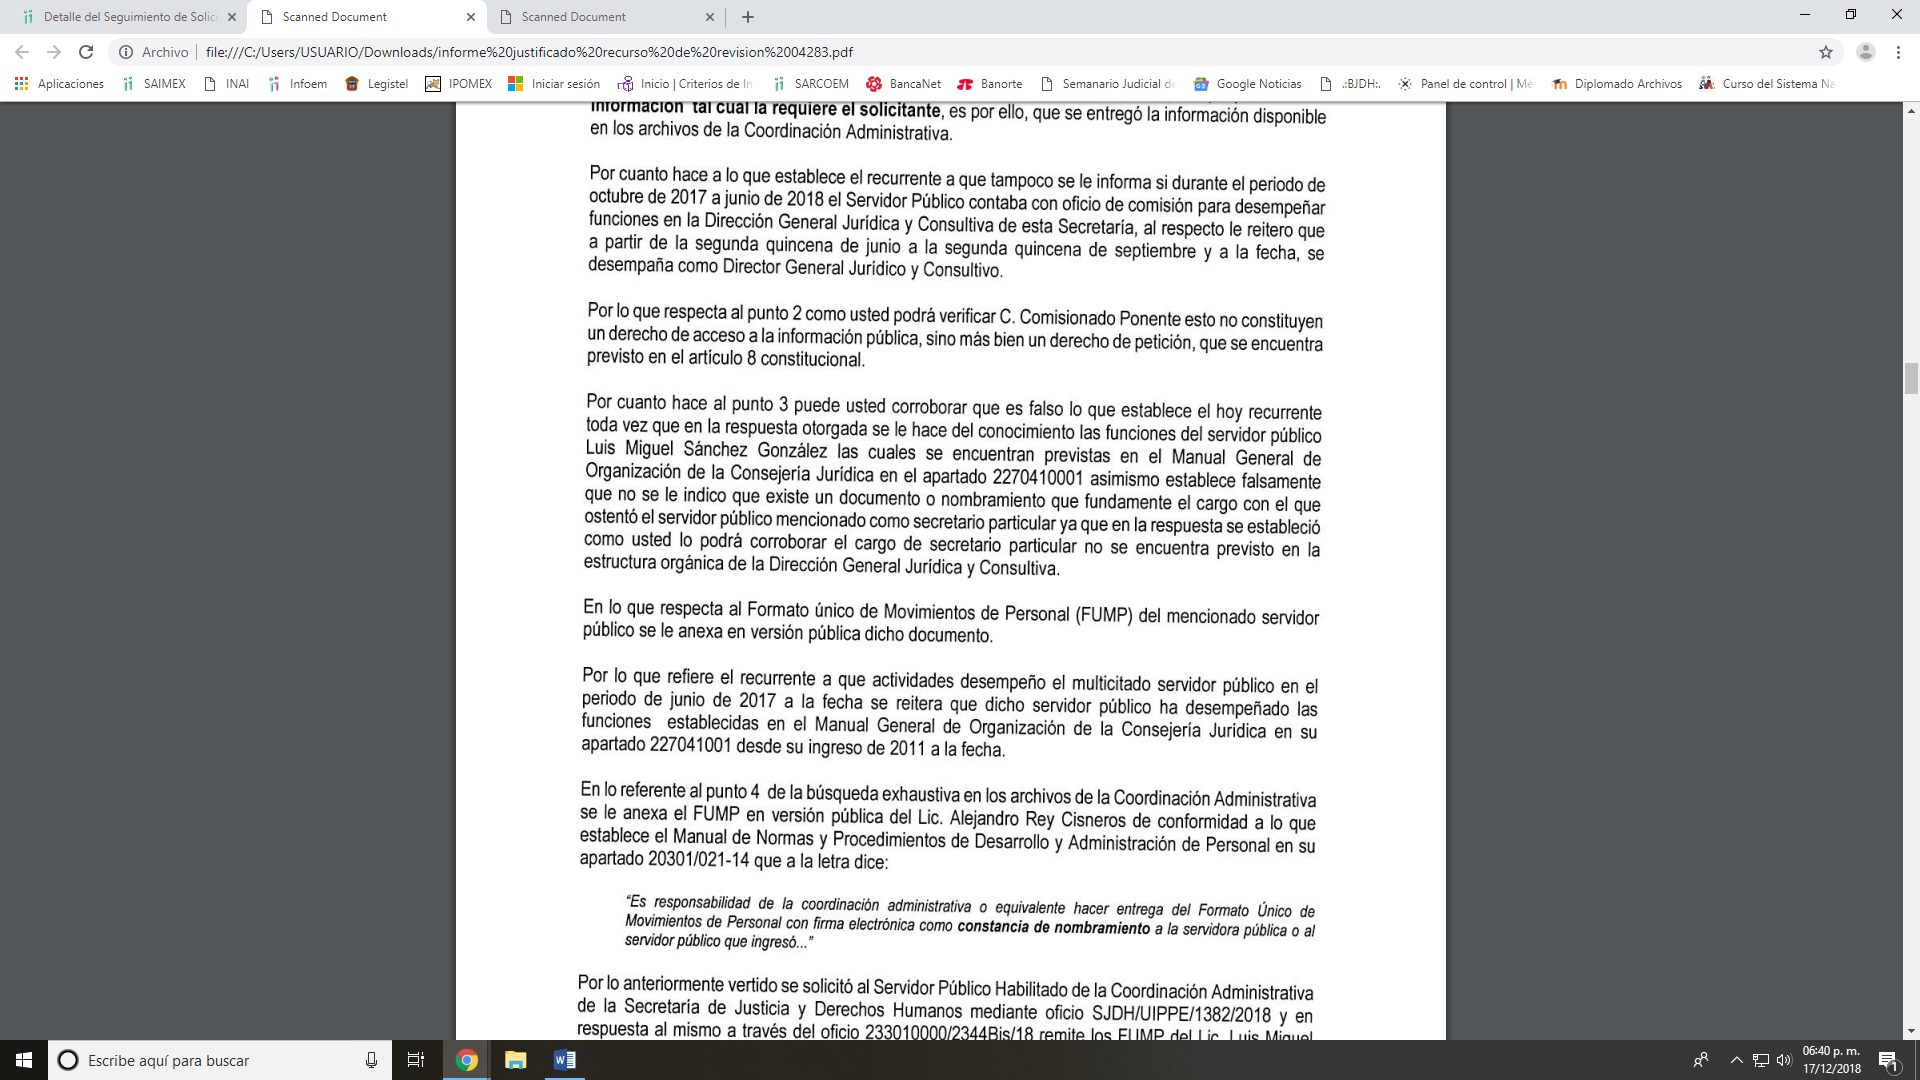 Detalle del Seguimiento de Solici
Scanned Document
Scanned Document
Archivo
file:///C:/Users/USUARIO/Downloads/informe%20justificado%20recurso%20de%20revision%2004283.pdf
Aplicaciones
SAIMEX
INAI
Infoem
Legistel
IPOMEX
Iniciar sesión
Inicio | Criterios de In
SARCOEM
BancaNet
Banorte
Semanario Judicial de
Google Noticias
.:BJDH:.
Panel de control | Mé
Diplomado Archivos
Curso del Sistema Na
información tal cual la requiere el solicitante, es por ello, que se entregó la información disponible
en los archivos de la Coordinación Administrativa.
Por cuanto hace a lo que establece el recurrente a que tampoco se le informa si durante el periodo de
octubre de 2017 a junio de 2018 el Servidor Público contaba con oficio de comisión para desempeñar
funciones en la Dirección General Jurídica y Consultiva de esta Secretaría, al respecto le reitero que
a partir de la segunda quincena de junio a la segunda quincena de septiembre y a la fecha, se
desempaña como Director General Jurídico y Consultivo.
Por lo que respecta al punto 2 como usted podrá verificar C. Comisionado Ponente esto no constituyen
un derecho de acceso a la información pública, sino más bien un derecho de petición, que se encuentra
previsto en el artículo 8 constitucional.
Por cuanto hace al punto 3 puede usted corroborar que es falso lo que establece el hoy recurrente
toda vez que en la respuesta otorgada se le hace del conocimiento las funciones del servidor público
Luis Miguel Sánchez González las cuales se encuentran previstas en el Manual General de
Organización de la Consejería Jurídica en el apartado 2270410001 asimismo establece falsamente
que no se le indico que existe un documento o nombramiento que fundamente el cargo con el que
ostentó el servidor público mencionado como secretario particular ya que en la respuesta se estableció
como usted lo podrá corroborar el cargo de secretario particular no se encuentra previsto en la
estructura orgánica de la Dirección General Jurídica y Consultiva.
En lo que respecta al Formato único de Movimientos de Personal (FUMP) del mencionado servidor
público se le anexa en versión pública dicho documento.
Por lo que refiere el recurrente a que actividades desempeño el multicitado servidor público en el
periodo de junio de 2017 a la fecha se reitera que dicho servidor público ha desempeñado las
funciones establecidas en el Manual General de Organización de la Consejería Jurídica en su
apartado 227041001 desde su ingreso de 2011 a la fecha.
En lo referente al punto 4 de la búsqueda exhaustiva en los archivos de la Coordinación Administrativa
se le anexa el FUMP en versión pública del Lic. Alejandro Rey Cisneros de conformidad a lo que
establece el Manual de Normas y Procedimientos de Desarrollo y Administración de Personal en su
apartado 20301/021-14 que a la letra dice:
“Es responsabilidad de la coordinación administrativa o equivalente hacer entrega del Formato Único de
Movimientos de Personal con firma electrónica como constancia de nombramiento a la servidora pública o al
servidor público que ingresó...”
Por lo anteriormente vertido se solicitó al Servidor Público Habilitado de la Coordinación Administrativa
de la Secretaría de Justicia y Derechos Humanos mediante oficio SJDH/UIPPE/1382/2018 y en
respuesta al mismo a través del oficio 233010000/2344Bis/18 remite los FUMP del Lic. Luis Miguel
Escribe aquí para buscar
06:40 p. m.
17/12/2018
1